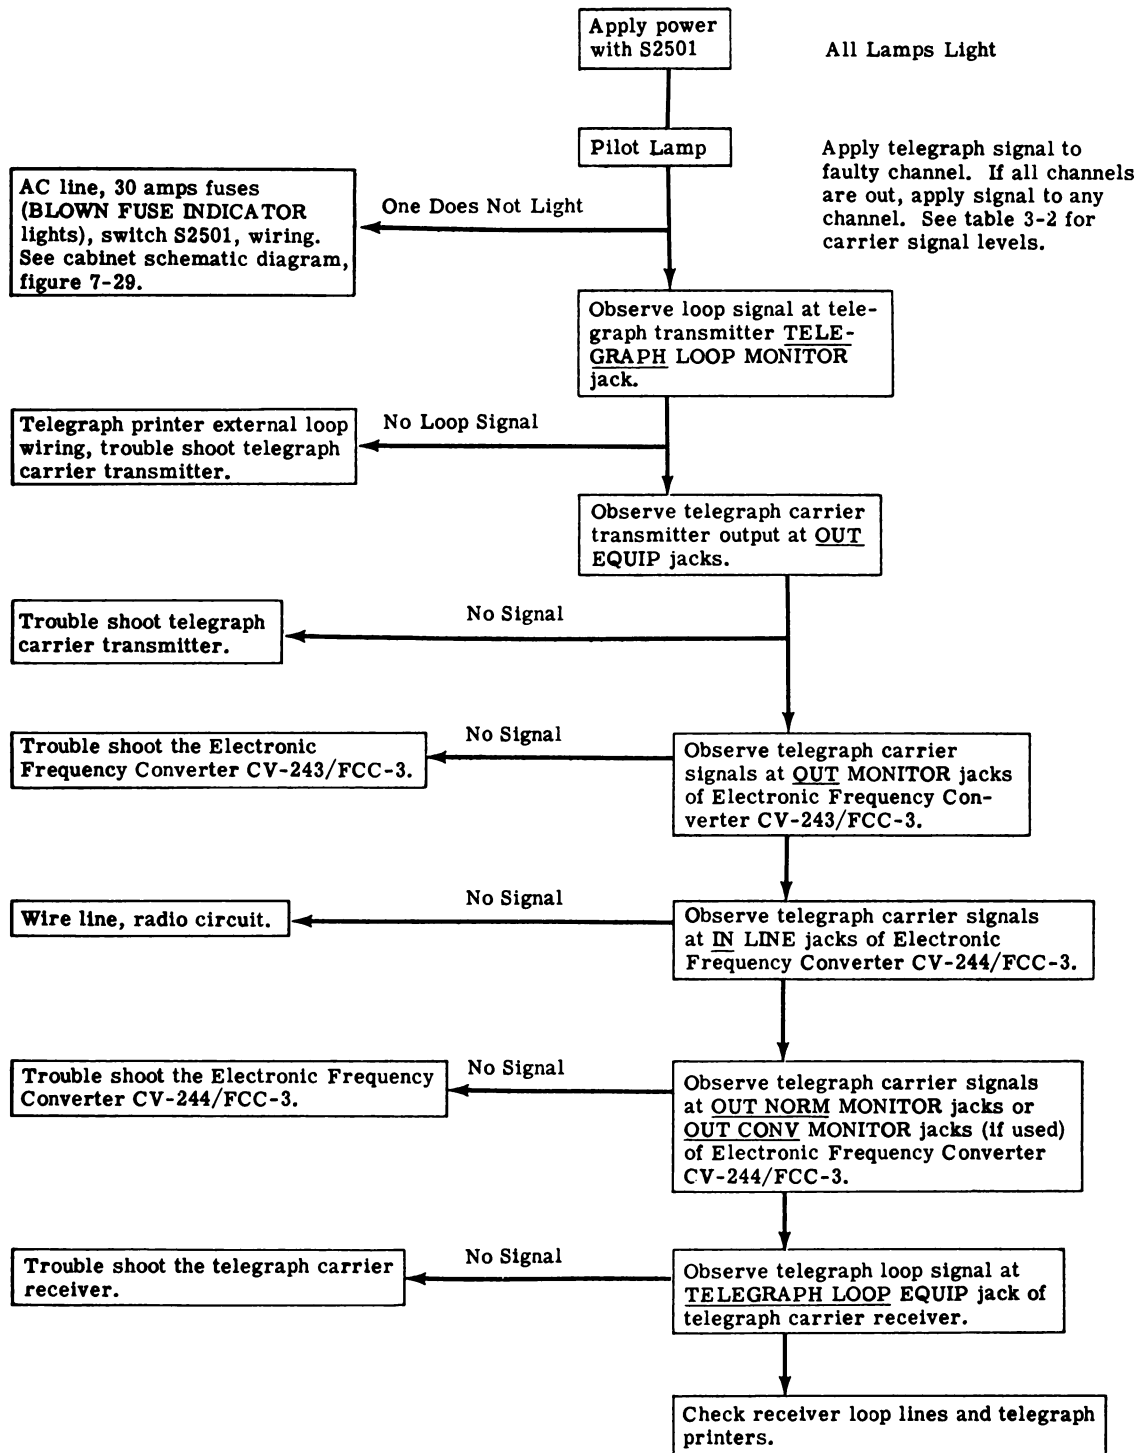 Apply power
with S2501
All Lamps Light
Pilot Lamp
Apply telegraph signal to
faulty channel. If all channels
are out, apply signal to any
channel. See table 3-2 for
carrier signal levels.
One Does Not Light
AC line, 30 amps fuses
(BLOWN FUSE INDICATOR
lights), switch S2501, wiring.
See cabinet schematic diagram,
figure 7-29.
Observe loop signal at tele-
graph transmitter TELE-
GRAPH LOOP MONITOR
jack.
No Loop Signal
Telegraph printer external loop
wiring, trouble shoot telegraph
carrier transmitter.
Observe telegraph carrier
transmitter output at OUT
EQUIP jacks.
No Signal
Trouble shoot telegraph
carrier transmitter.
No Signal
Trouble shoot the Electronic
Frequency Converter CV-243/FCC-3.
Observe telegraph carrier
signals at OUT MONITOR jacks
of Electronic Frequency Con-
verter CV-243/FCC-3.
No Signal
Wire line, radio circuit.
Observe telegraph carrier signals
at IN LINE jacks of Electronic
Frequency Converter CV-244/FCC-3.
No Signal
Trouble shoot the Electronic Frequency
Converter CV-244/FCC-3.
Observe telegraph carrier signals
at OUT NORM MONITOR jacks or
OUT CONV MONITOR jacks (if used)
of Electronic Frequency Converter
CV-244/FCC-3.
No Signal
Trouble shoot the telegraph carrier
receiver.
Observe telegraph loop signal at
TELEGRAPH LOOP EQUIP jack of
telegraph carrier receiver.
Check receiver loop lines and telegraph
printers.